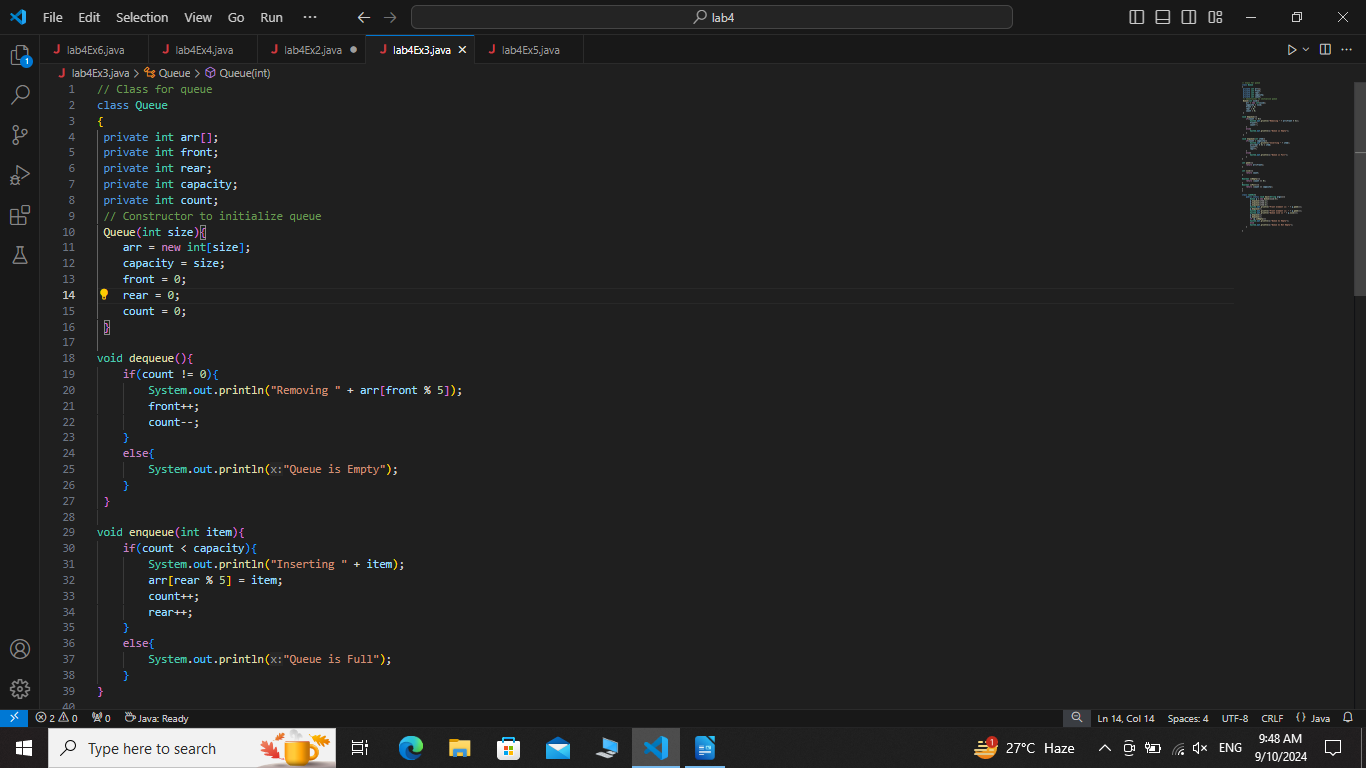 File Edit Selection View Go Run ··· lab4
lab4Ex6.java lab4Ex4.java lab4Ex2.java lab4Ex3.java lab4Ex5.java
lab4Ex3.java > Queue > Queue(int)
1 // Class for queue
2 class Queue
3 {
4 private int arr[];
5 private int front;
6 private int rear;
7 private int capacity;
8 private int count;
9 // Constructor to initialize queue
10 Queue(int size){
11 arr = new int[size];
12 capacity = size;
13 front = 0;
14 rear = 0;
15 count = 0;
16 }
17
18 void dequeue(){
19 if(count != 0){
20 System.out.println("Removing " + arr[front % 5]);
21 front++;
22 count--;
23 }
24 else{
25 System.out.println(x:"Queue is Empty");
26 }
27 }
28
29 void enqueue(int item){
30 if(count < capacity){
31 System.out.println("Inserting " + item);
32 arr[rear % 5] = item;
33 count++;
34 rear++;
35 }
36 else{
37 System.out.println(x:"Queue is Full");
38 }
39 }
40
1
2 0 0 Java: Ready Ln 14, Col 14 Spaces: 4 UTF-8 CRLF {} Java
Type here to search 1 27°C Haze ENG 9:48 AM
9/10/2024